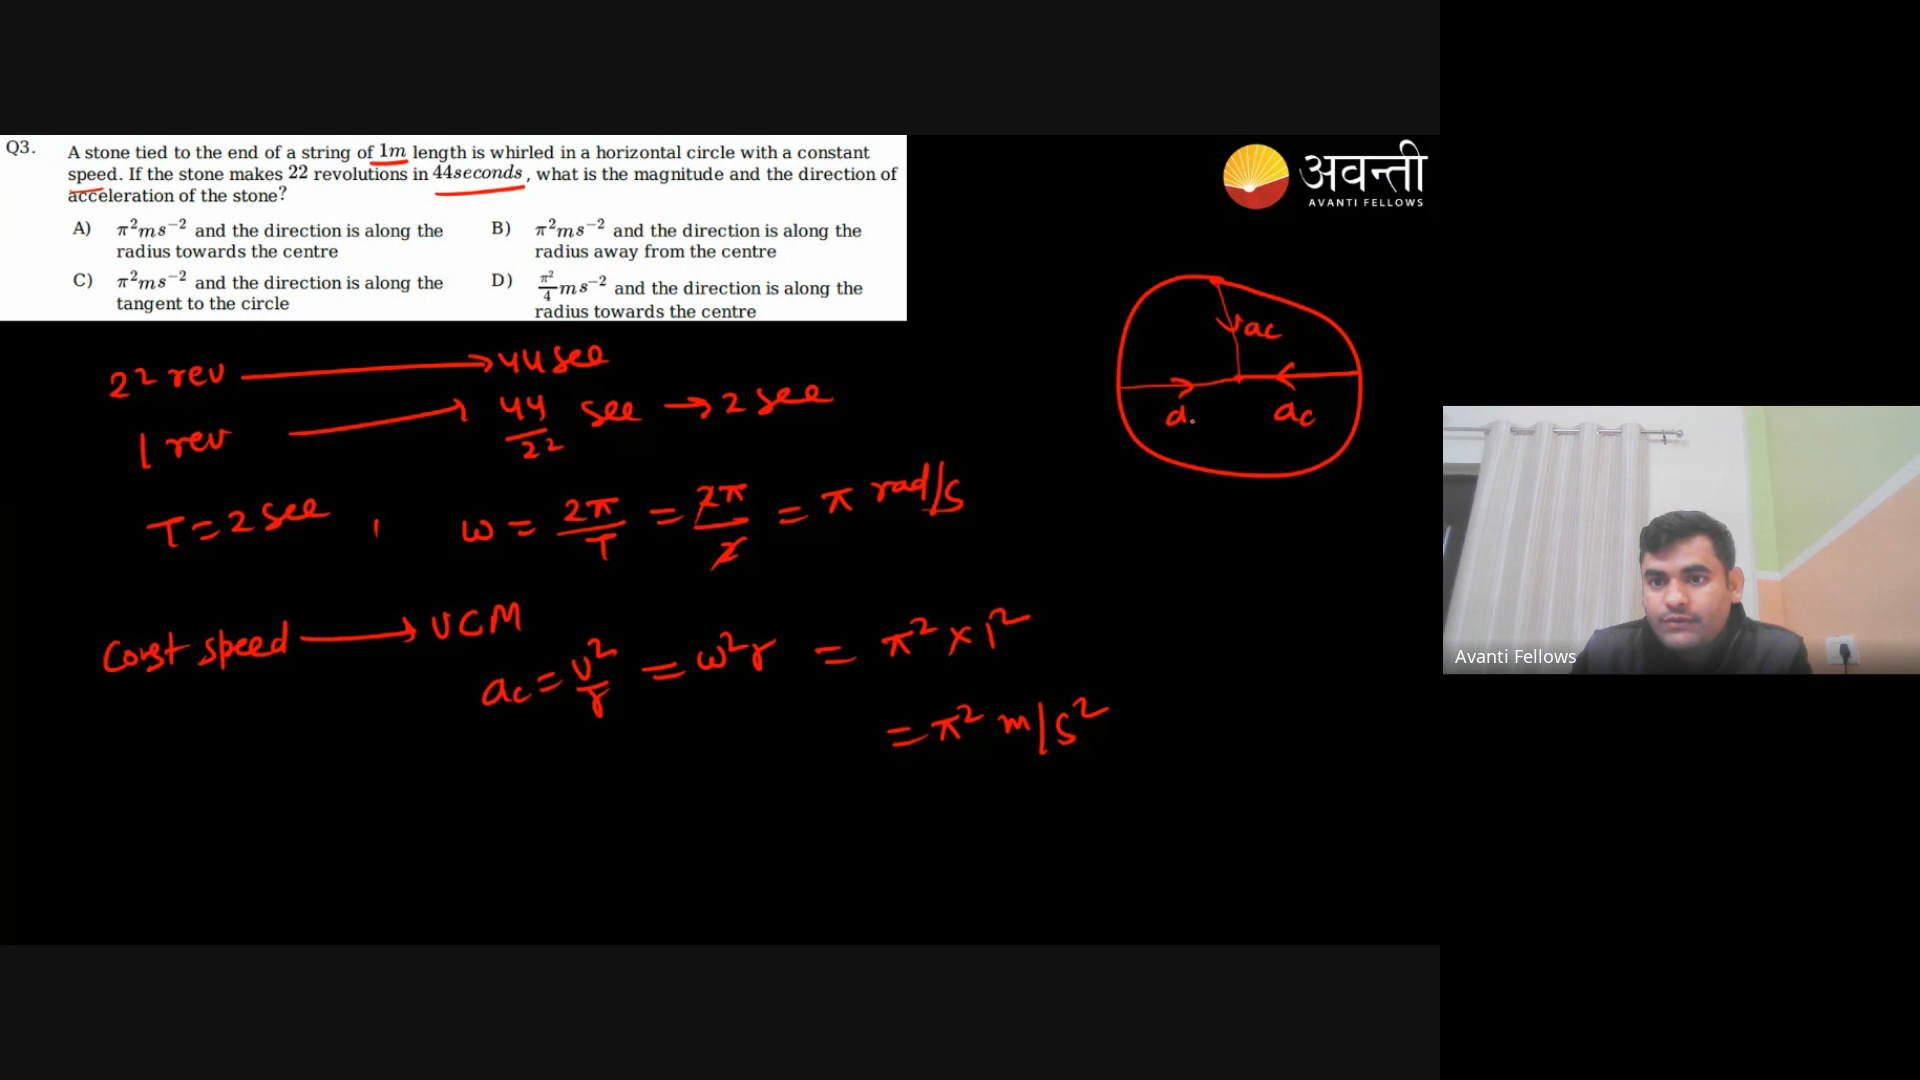 Q3. A stone tied to the end of a string of 1m length is whirled in a horizontal circle with a constant
speed. If the stone makes 22 revolutions in 44seconds, what is the magnitude and the direction of
acceleration of the stone?
A) π²ms⁻² and the direction is along the
radius towards the centre
B) π²ms⁻² and the direction is along the
radius away from the centre
C) π²ms⁻² and the direction is along the
tangent to the circle
D) π²/4 ms⁻² and the direction is along the
radius towards the centre
अवन्ती
AVANTI FELLOWS
22 rev → 44 sec
1 rev → 44/22 sec → 2 sec
T = 2 sec , ω = 2π/T = 2π/2 = π rad/s
Const speed → UCM
ac = v²/r = ω²r = π² × 1²
= π² m/s²
ac
a.
ac
Avanti Fellows